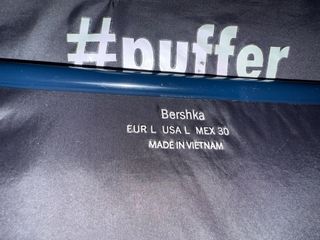 #puffer
Bershka
EUR L USA L MEX 30
MADE IN VIETNAM